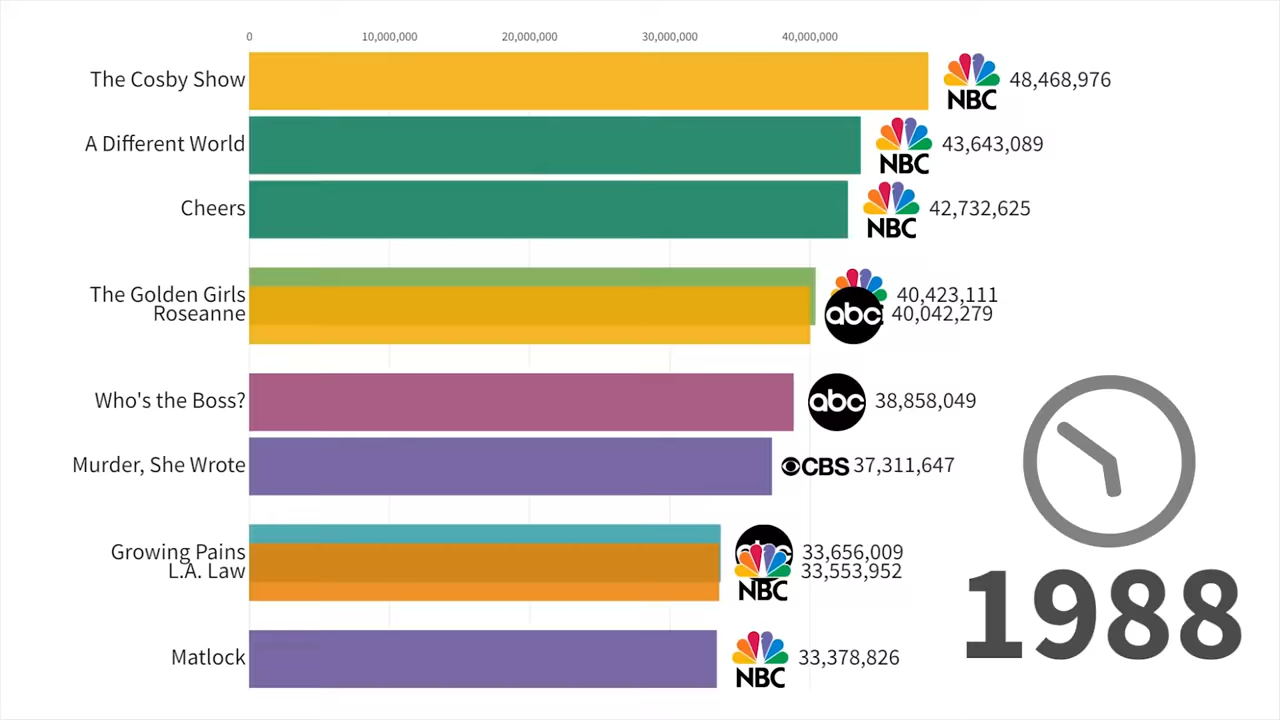 0 10,000,000 20,000,000 30,000,000 40,000,000
The Cosby Show NBC 48,468,976
A Different World NBC 43,643,089
Cheers NBC 42,732,625
The Golden Girls 40,423,111
Roseanne abc 40,042,279
Who's the Boss? abc 38,858,049
Murder, She Wrote CBS 37,311,647
Growing Pains 33,656,009
L.A. Law NBC 33,553,952
Matlock NBC 33,378,826
1988